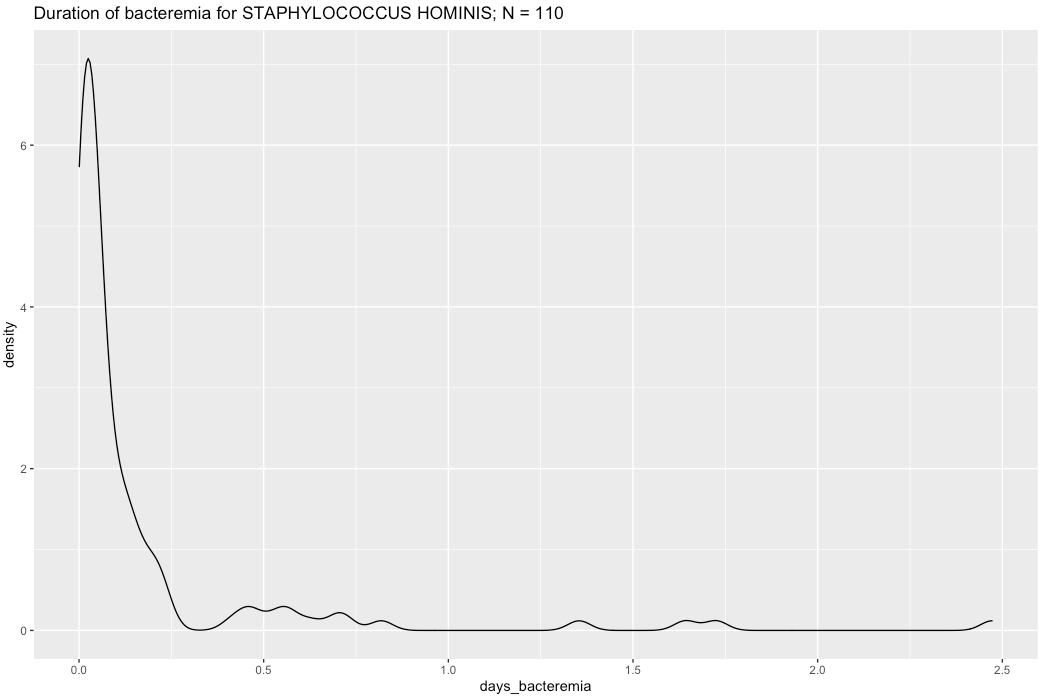 Duration of bacteremia for STAPHYLOCOCCUS HOMINIS; N = 110
density
6
4
2
0
0.0 0.5 1.0 1.5 2.0 2.5
days_bacteremia